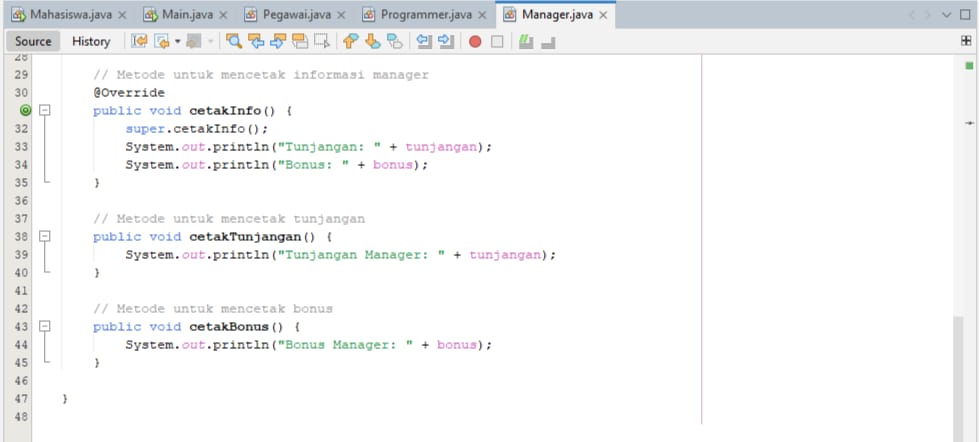 Mahasiswa.java Main.java Pegawai.java Programmer.java Manager.java
Source History
28
29 // Metode untuk mencetak informasi manager
30 @Override
public void cetakInfo() {
32 super.cetakInfo();
33 System.out.println("Tunjangan: " + tunjangan);
34 System.out.println("Bonus: " + bonus);
35 }
36
37 // Metode untuk mencetak tunjangan
38 public void cetakTunjangan() {
39 System.out.println("Tunjangan Manager: " + tunjangan);
40 }
41
42 // Metode untuk mencetak bonus
43 public void cetakBonus() {
44 System.out.println("Bonus Manager: " + bonus);
45 }
46
47 }
48